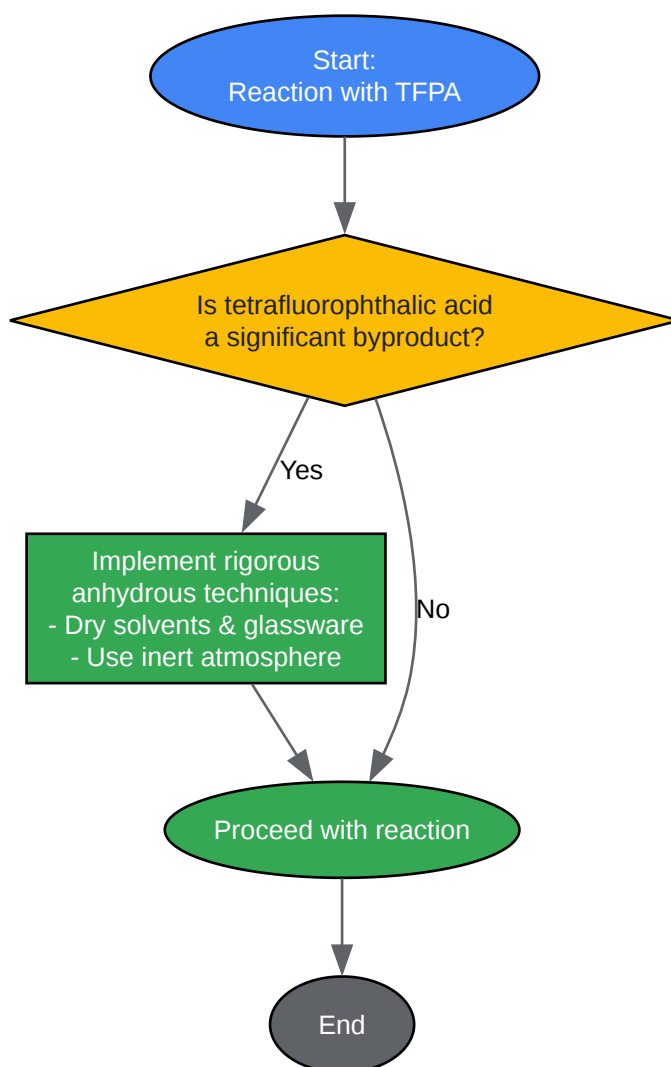 Start:
Reaction with TFPA
Is tetrafluorophthalic acid
a significant byproduct?
Yes
Implement rigorous
anhydrous techniques:
- Dry solvents & glassware
- Use inert atmosphere
No
Proceed with reaction
End